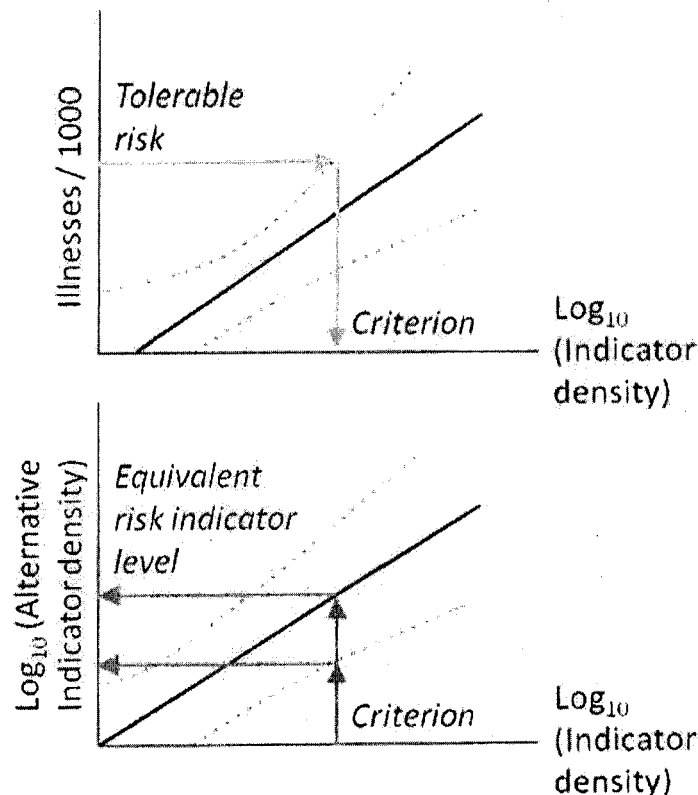 Tolerable
risk
Illnesses / 1000
Criterion
Log₁₀
(Indicator
density)
Equivalent
risk indicator
level
Log₁₀ (Alternative
Indicator density)
Criterion
Log₁₀
(Indicator
density)